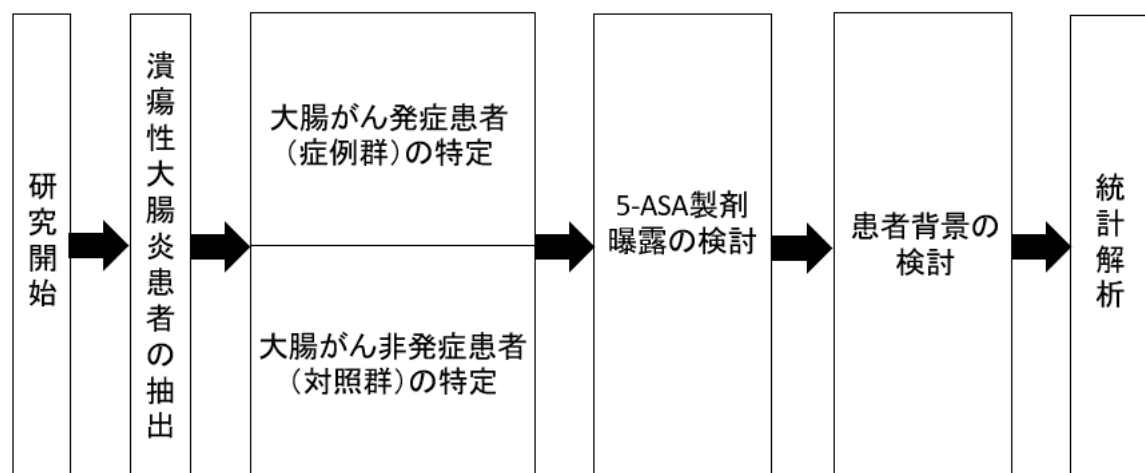 研究開始
潰瘍性大腸炎患者の抽出
大腸がん発症患者
（症例群）の特定
大腸がん非発症患者
（対照群）の特定
5-ASA製剤
曝露の検討
患者背景の
検討
統計解析